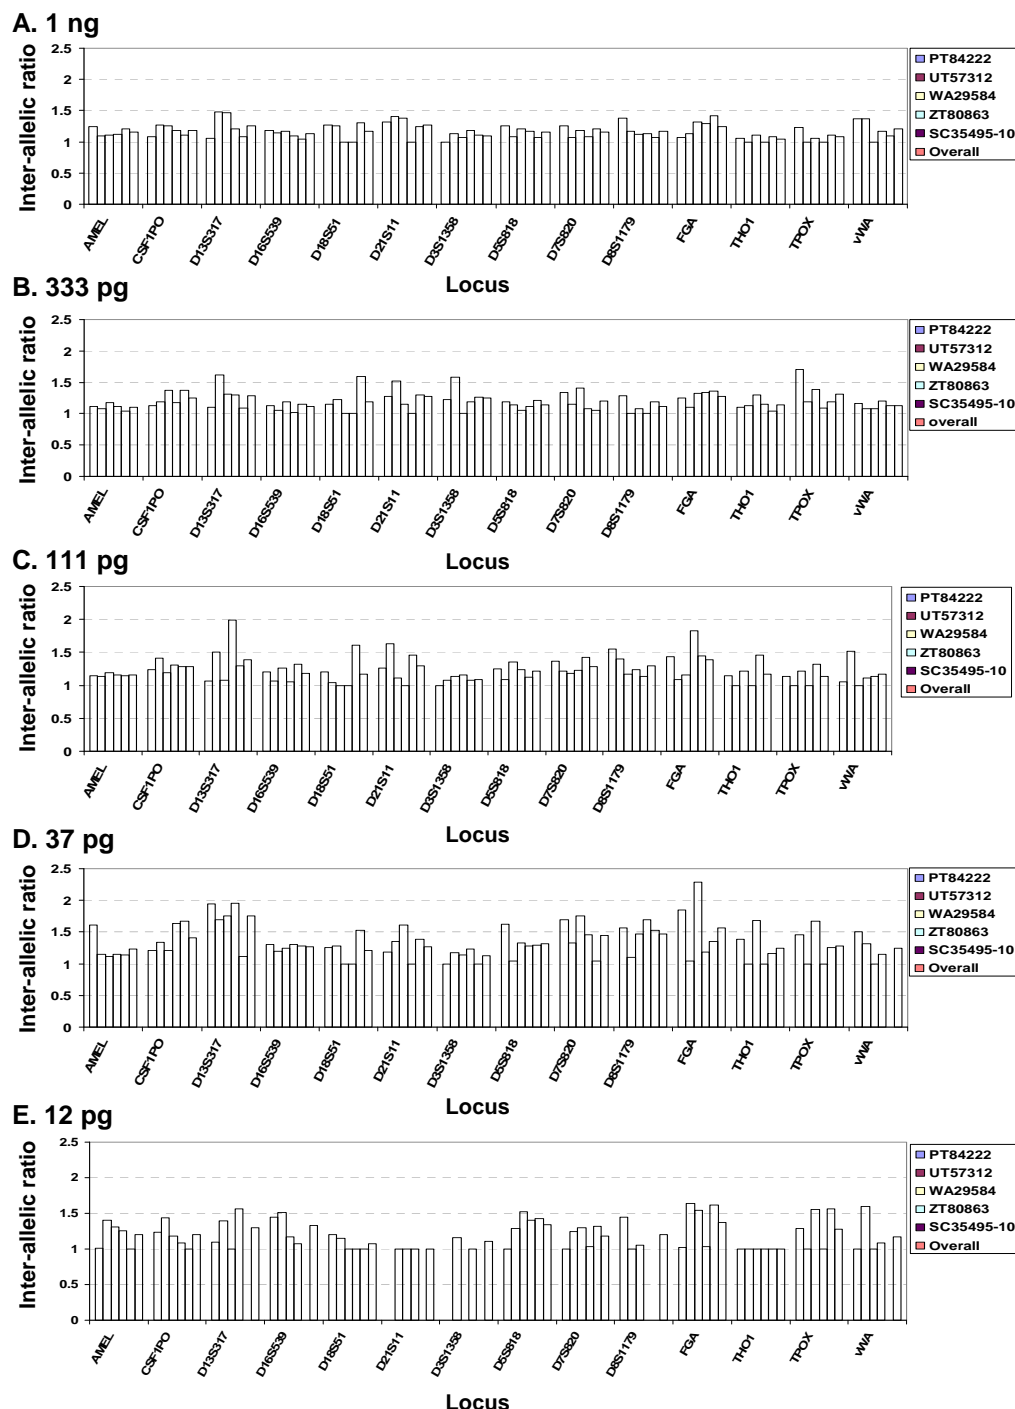 A. 1 ng
Inter-allelic ratio
2.5
2
1.5
1
0.5
0
AMEL
CSF1PO
D13S317
D16S539
D18S51
D21S11
D3S1358
D5S818
D7S820
D8S1179
FGA
THO1
TPOX
vWA
Locus
PT84222
UT57312
WA29584
ZT80863
SC35495-10
Overall
B. 333 pg
Inter-allelic ratio
2.5
2
1.5
1
0.5
0
AMEL
CSF1PO
D13S317
D16S539
D18S51
D21S11
D3S1358
D5S818
D7S820
D8S1179
FGA
THO1
TPOX
vWA
Locus
PT84222
UT57312
WA29584
ZT80863
SC35495-10
overall
C. 111 pg
Inter-allelic ratio
2.5
2
1.5
1
0.5
0
AMEL
CSF1PO
D13S317
D16S539
D18S51
D21S11
D3S1358
D5S818
D7S820
D8S1179
FGA
THO1
TPOX
vWA
Locus
PT84222
UT57312
WA29584
ZT80863
SC35495-10
Overall
D. 37 pg
Inter-allelic ratio
2.5
2
1.5
1
0.5
0
AMEL
CSF1PO
D13S317
D16S539
D18S51
D21S11
D3S1358
D5S818
D7S820
D8S1179
FGA
THO1
TPOX
vWA
Locus
PT84222
UT57312
WA29584
ZT80863
SC35495-10
Overall
E. 12 pg
Inter-allelic ratio
2.5
2
1.5
1
0.5
0
AMEL
CSF1PO
D13S317
D16S539
D18S51
D21S11
D3S1358
D5S818
D7S820
D8S1179
FGA
THO1
TPOX
vWA
Locus
PT84222
UT57312
WA29584
ZT80863
SC35495-10
Overall